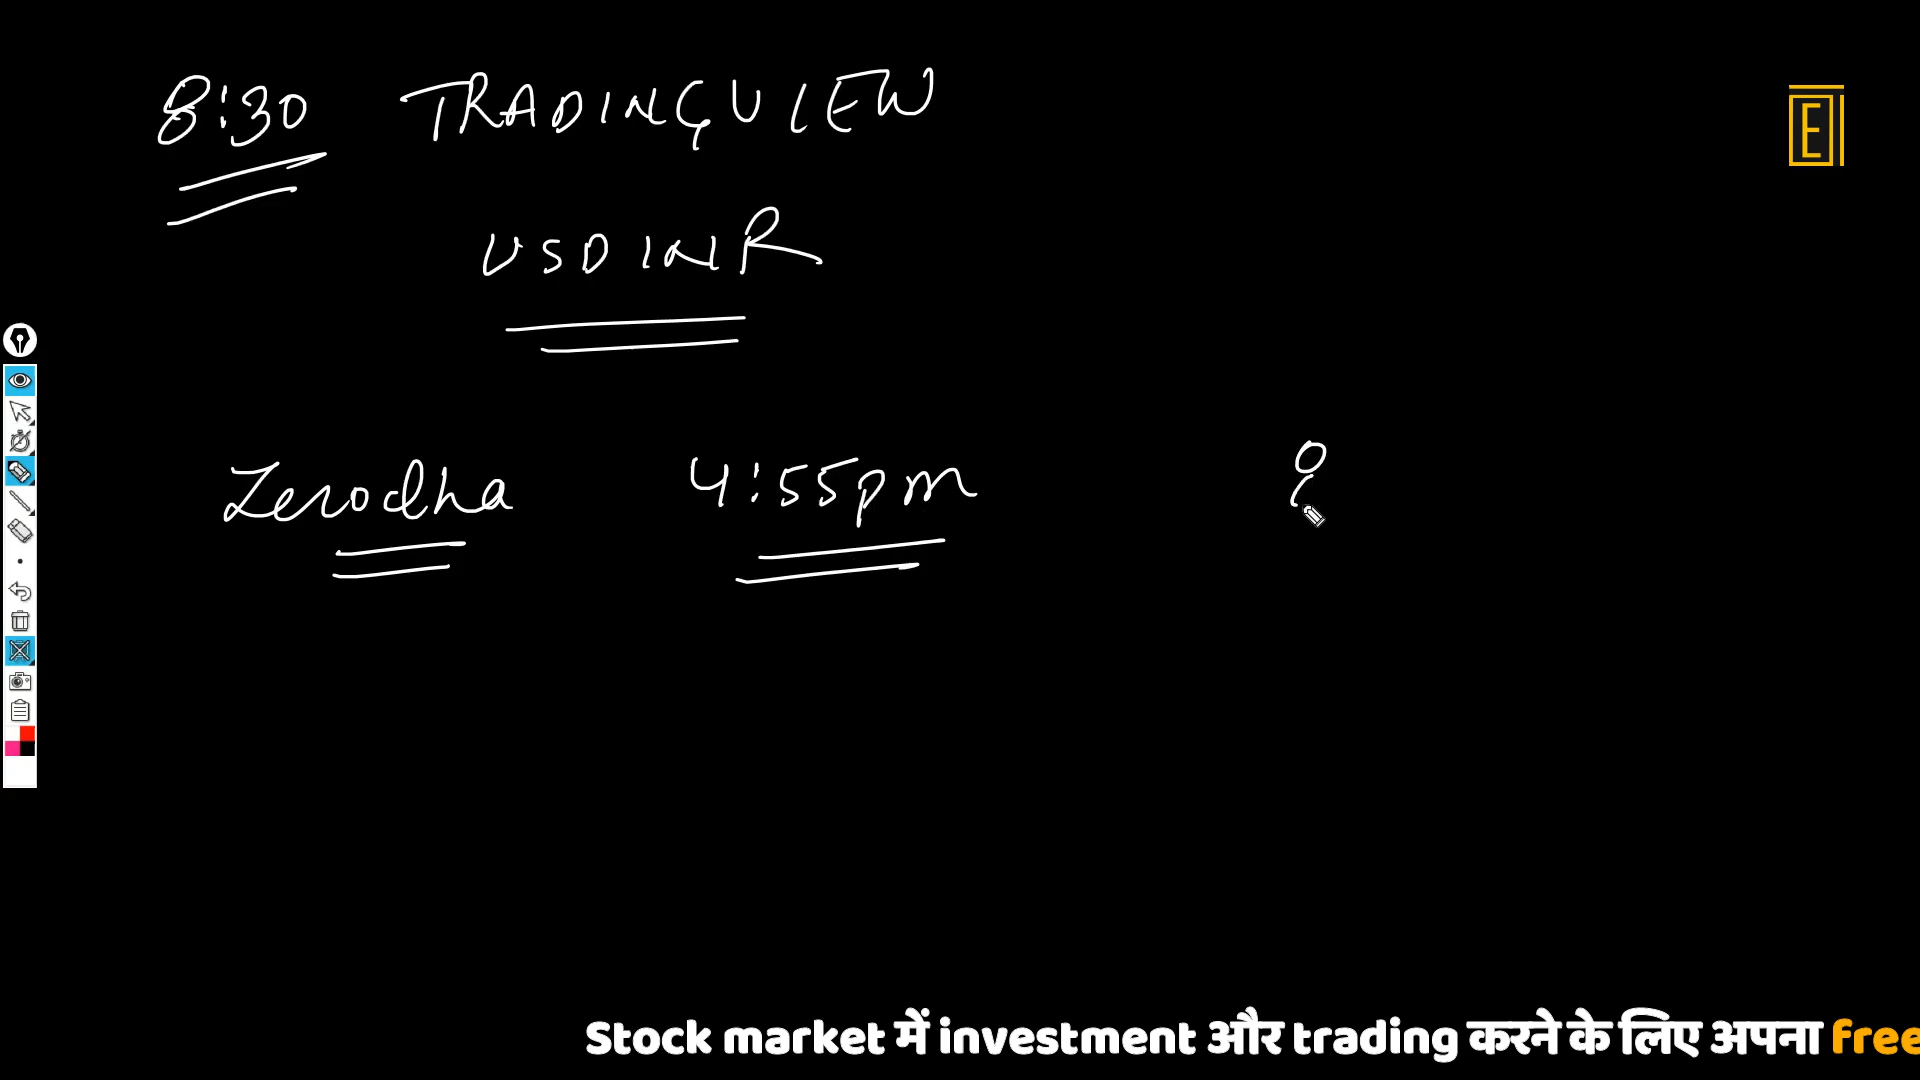 8:30 TRADINGVIEW
USDINR
Zerodha 4:55pm
Stock market में investment और trading करने के लिए अपना free